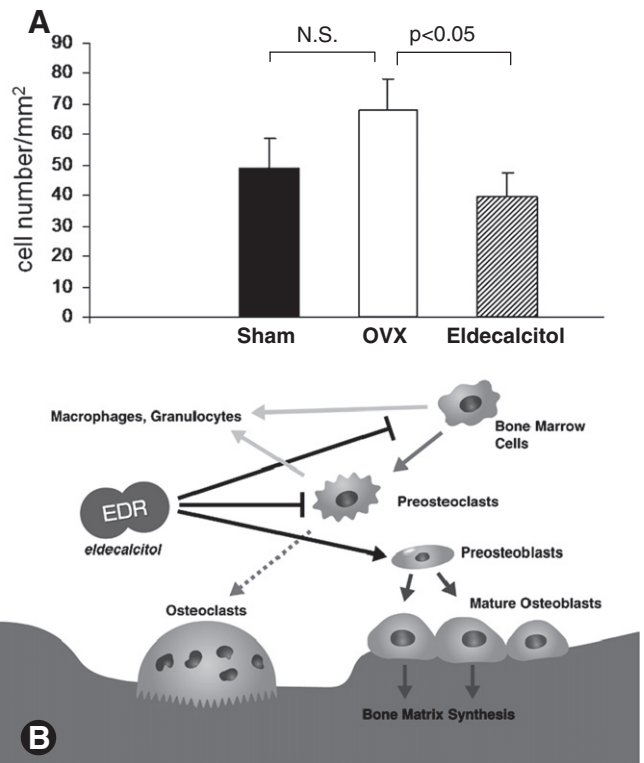 A
90
80
70
60
50
40
30
20
10
0
cell number/mm²
N.S.
p<0.05
Sham
OVX
Eldecalcitol
Macrophages, Granulocytes
Bone Marrow
Cells
EDR
eldecalcitol
Preosteoclasts
Preosteoblasts
Osteoclasts
Mature Osteoblasts
Bone Matrix Synthesis
B